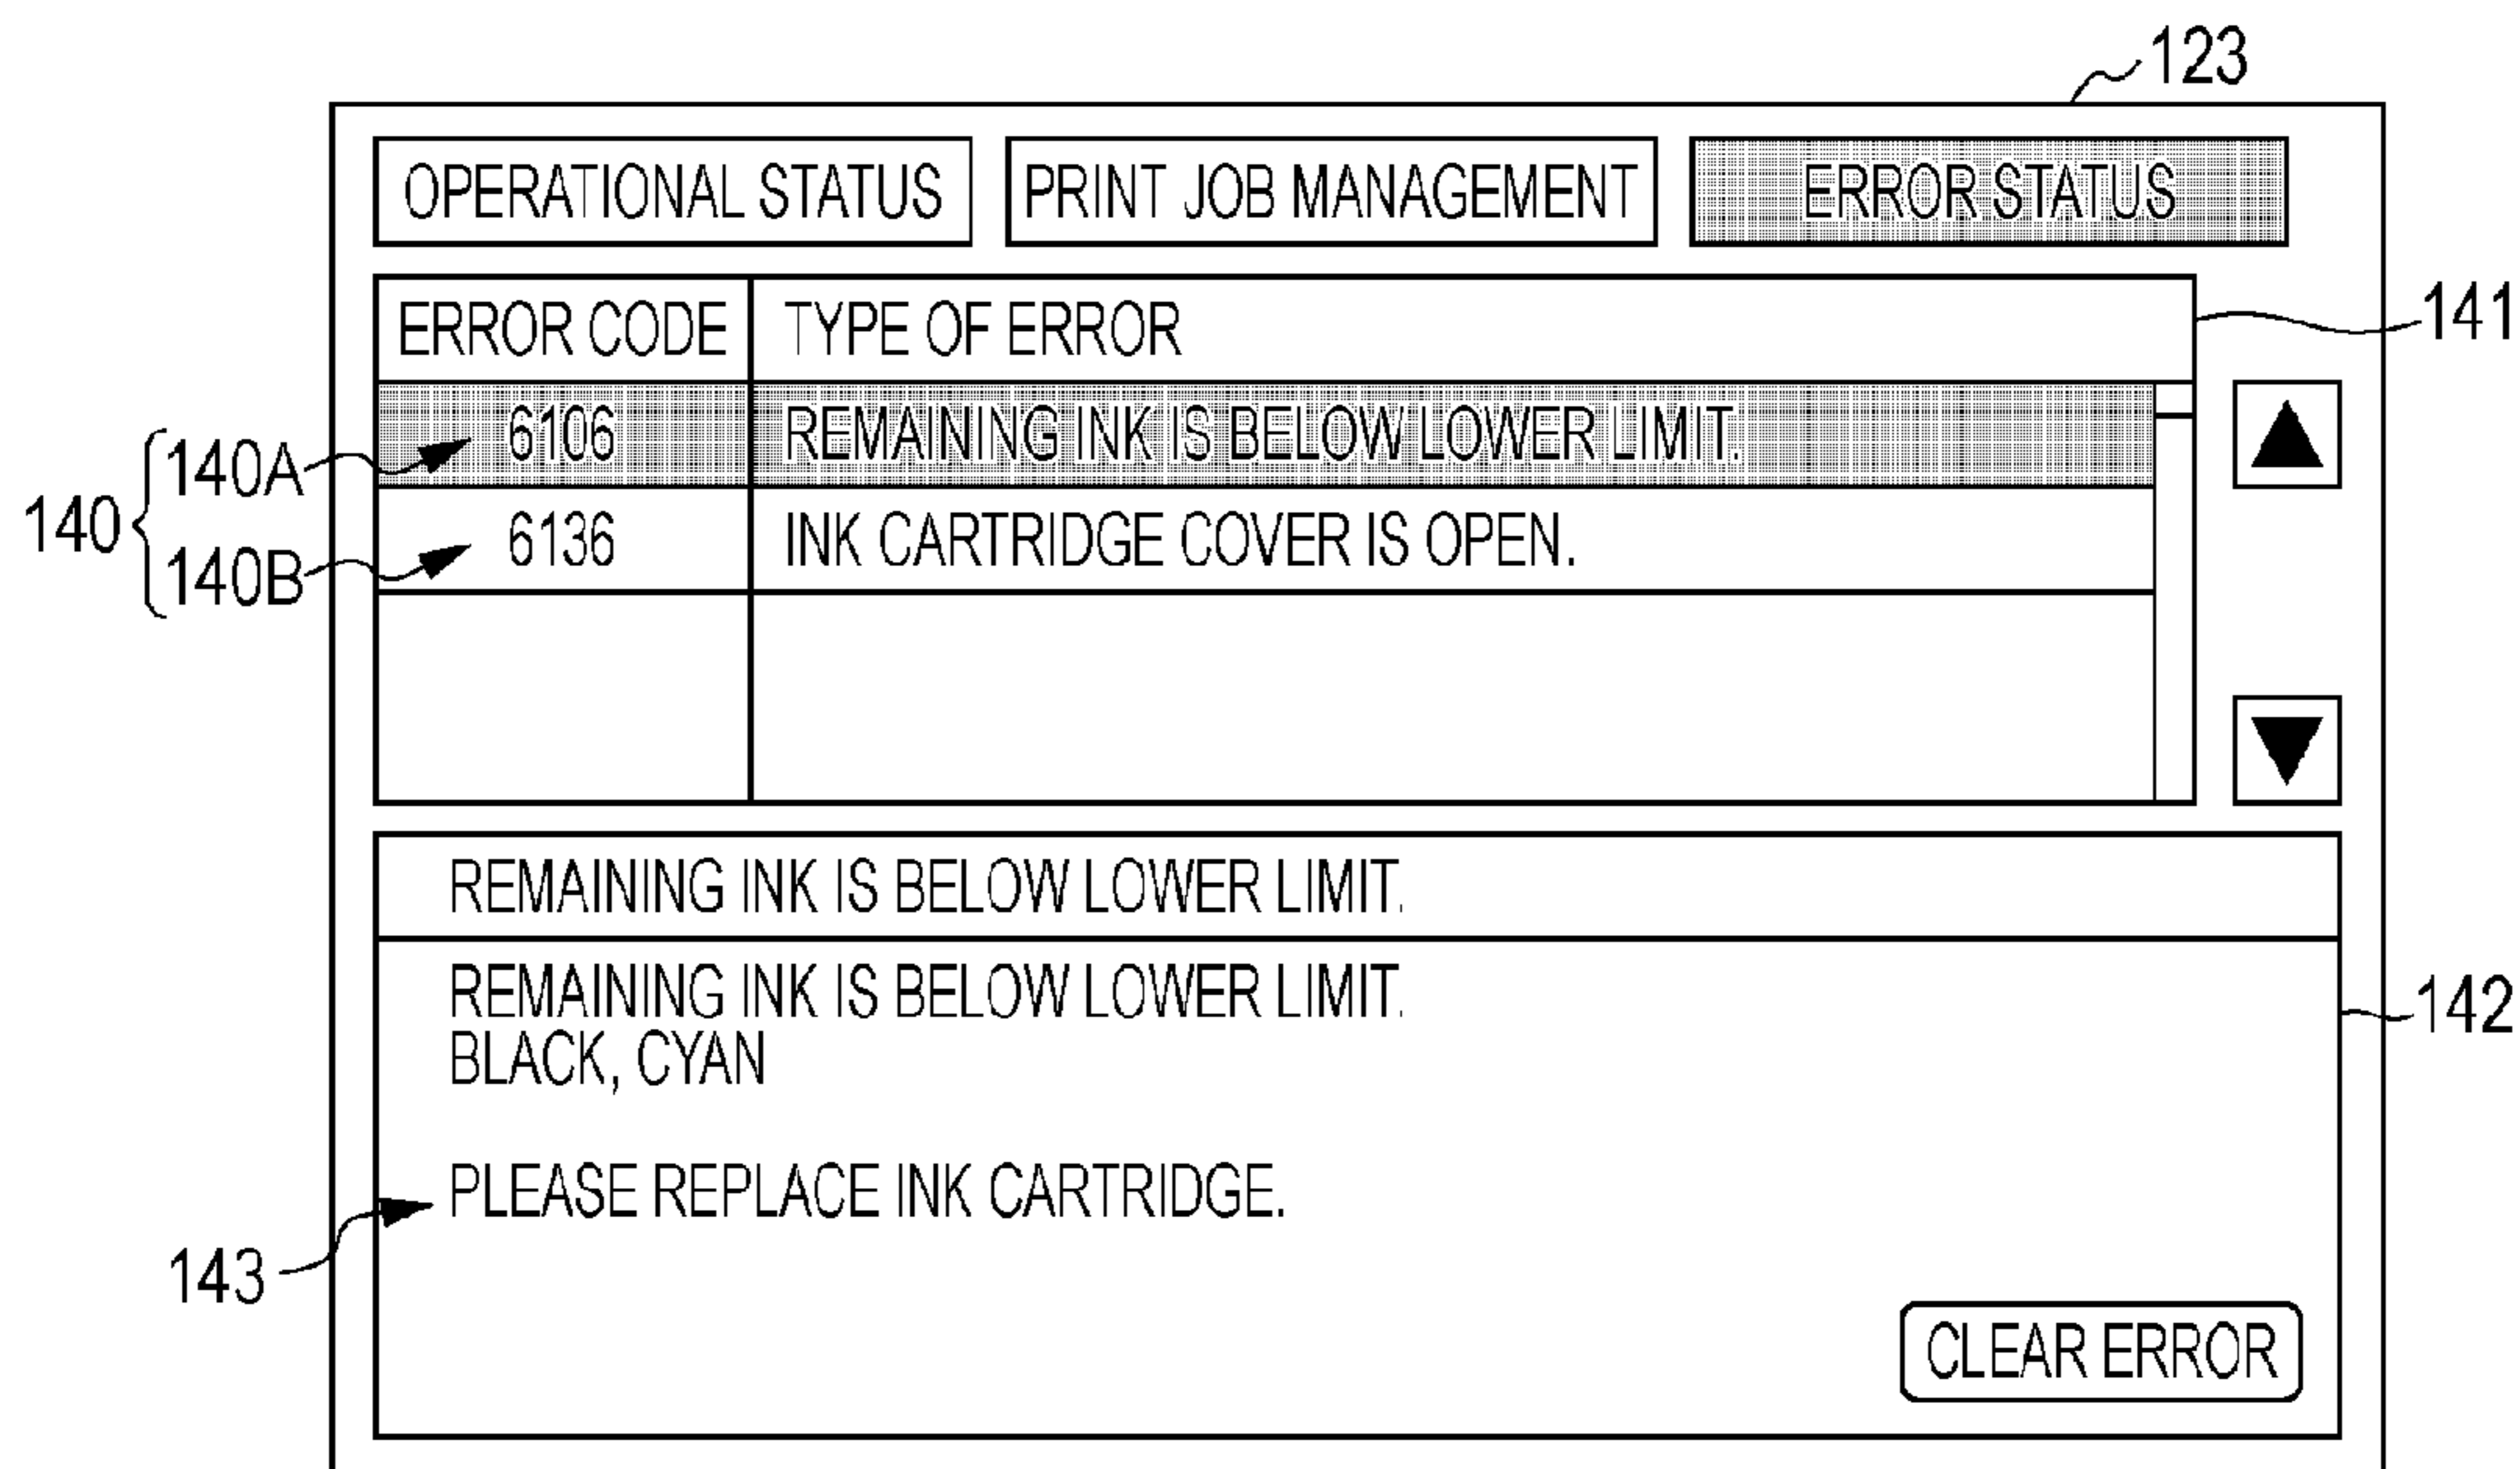 123
OPERATIONAL STATUS PRINT JOB MANAGEMENT ERROR STATUS
ERROR CODE TYPE OF ERROR 141
140 140A 6106 REMAINING INK IS BELOW LOWER LIMIT.
140B 6136 INK CARTRIDGE COVER IS OPEN.
REMAINING INK IS BELOW LOWER LIMIT.
REMAINING INK IS BELOW LOWER LIMIT. 142
BLACK, CYAN
PLEASE REPLACE INK CARTRIDGE.
143
CLEAR ERROR